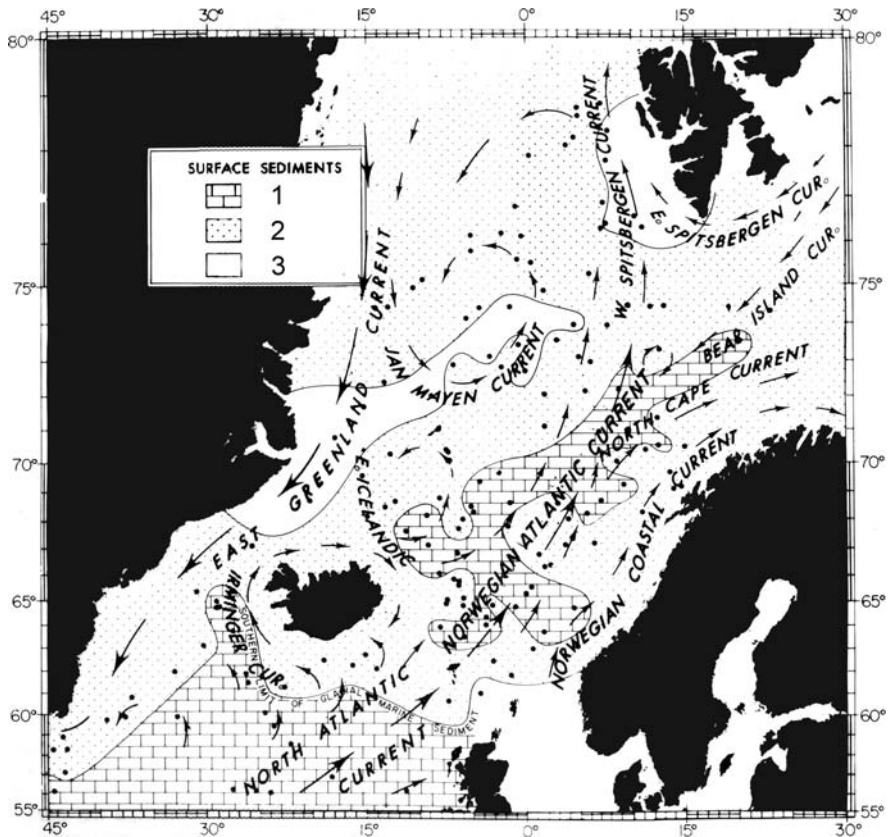 45° 30° 15° 0° 15° 30°
80° 80°
SURFACE SEDIMENTS
1
2
3
W. SPITSBERGEN CURRENT
E. SPITSBERGEN CUR.
BEAR ISLAND CUR.
75° 75°
JAN MAYEN CURRENT
NORTH CAPE CURRENT
70° 70°
EAST GREENLAND CURRENT
E. ICELANDIC
NORWEGIAN ATLANTIC CURRENT
NORWEGIAN COASTAL CURRENT
65° 65°
IRMINGER CUR.
SOUTHERN LIMIT OF GLACIAL MARINE SEDIMENT
60° 60°
NORTH ATLANTIC CURRENT
55° 55°
45° 30° 15° 0° 15° 30°